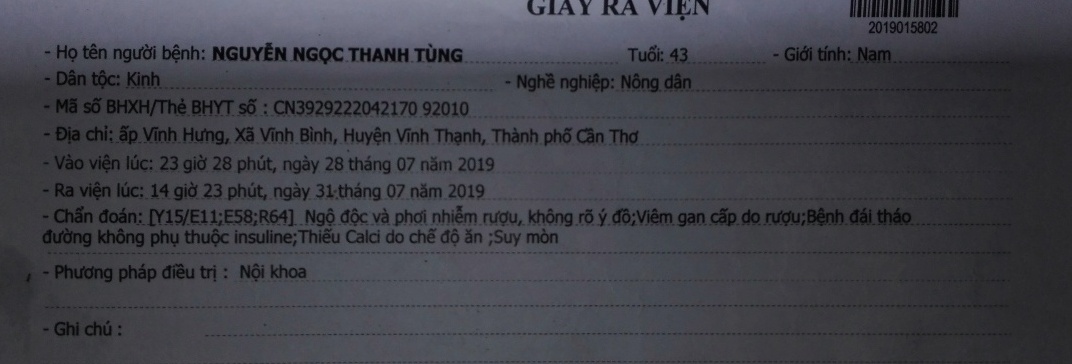 GIẤY RA VIỆN
2019015802
- Họ tên người bệnh: NGUYỄN NGỌC THANH TÙNG Tuổi: 43 - Giới tính: Nam
- Dân tộc: Kinh - Nghề nghiệp: Nông dân
- Mã số BHXH/Thẻ BHYT số : CN3929222042170 92010
- Địa chỉ: ấp Vĩnh Hưng, Xã Vĩnh Bình, Huyện Vĩnh Thạnh, Thành phố Cần Thơ
- Vào viện lúc: 23 giờ 28 phút, ngày 28 tháng 07 năm 2019
- Ra viện lúc: 14 giờ 23 phút, ngày 31 tháng 07 năm 2019
- Chẩn đoán: [Y15/E11;E58;R64] Ngộ độc và phơi nhiễm rượu, không rõ ý đồ;Viêm gan cấp do rượu;Bệnh đái tháo
đường không phụ thuộc insuline;Thiếu Calci do chế độ ăn ;Suy mòn
- Phương pháp điều trị : Nội khoa
- Ghi chú :